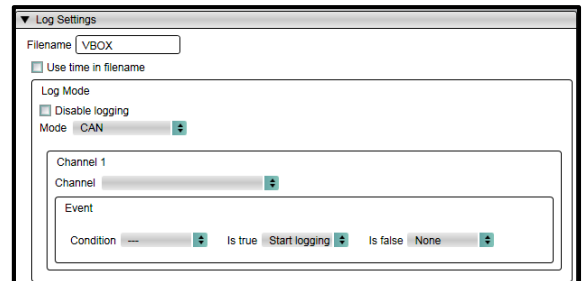 ▼ Log Settings
Filename VBOX
Use time in filename
Log Mode
Disable logging
Mode CAN
Channel 1
Channel
Event
Condition --- Is true Start logging Is false None